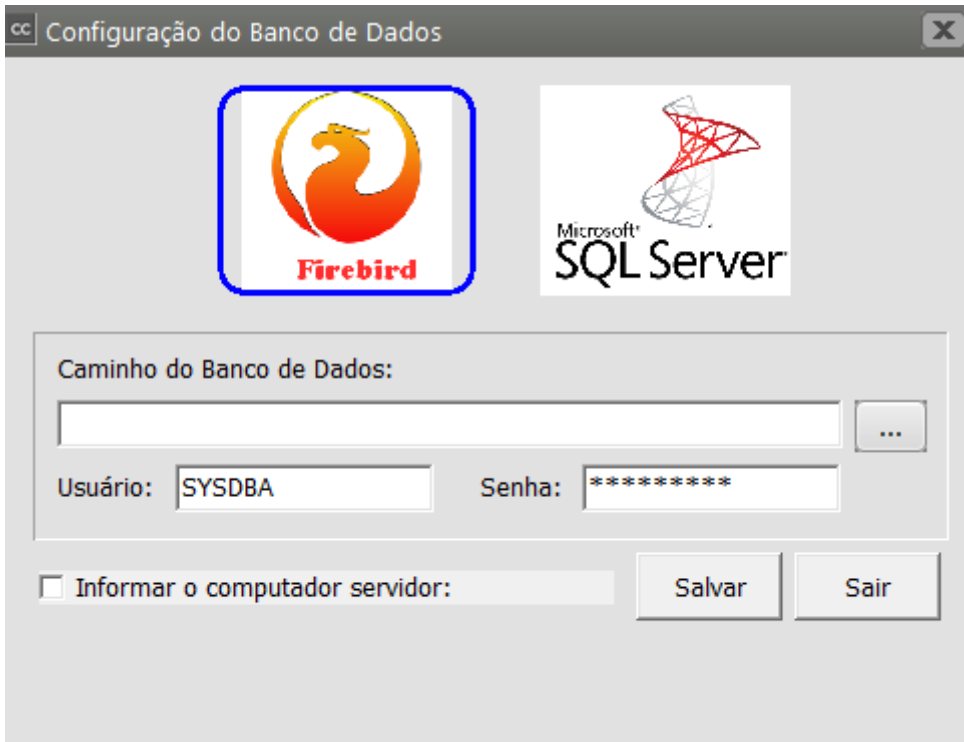 cc Configuração do Banco de Dados
Firebird
Microsoft®
SQL Server
Caminho do Banco de Dados:
...
Usuário: SYSDBA Senha: *********
Informar o computador servidor: Salvar Sair